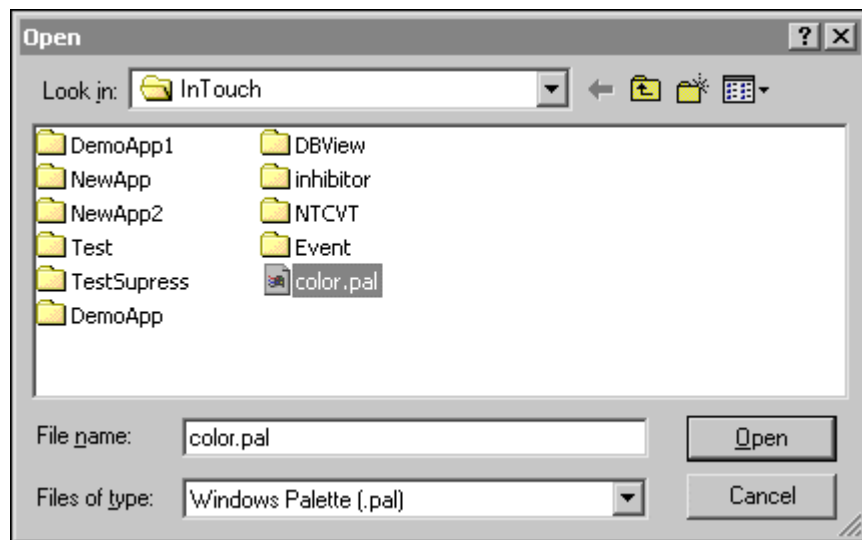 Open
Look in: InTouch
DemoApp1 DBView
NewApp inhibitor
NewApp2 NTCVT
Test Event
TestSupress color.pal
DemoApp
File name: color.pal Open
Files of type: Windows Palette (.pal) Cancel